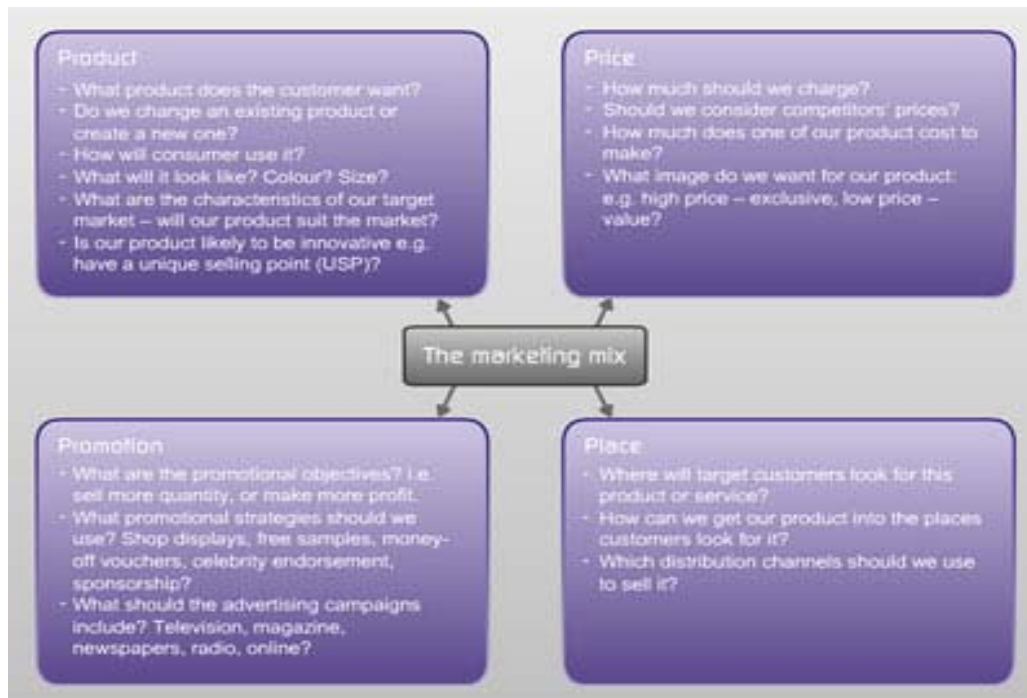 Product
- What product does the customer want?
- Do we change an existing product or
create a new one?
- How will consumer use it?
- What will it look like? Colour? Size?
- What are the characteristics of our target
market – will our product suit the market?
- Is our product likely to be innovative e.g.
have a unique selling point (USP)?
Price
- How much should we charge?
- Should we consider competitors' prices?
- How much does one of our product cost to
make?
- What image do we want for our product:
e.g. high price – exclusive, low price –
value?
The marketing mix
Promotion
- What are the promotional objectives? i.e.
sell more quantity, or make more profit.
- What promotional strategies should we
use? Shop displays, free samples, money-
off vouchers, celebrity endorsement,
sponsorship?
- What should the advertising campaigns
include? Television, magazine,
newspapers, radio, online?
Place
- Where will target customers look for this
product or service?
- How can we get our product into the places
customers look for it?
- Which distribution channels should we use
to sell it?